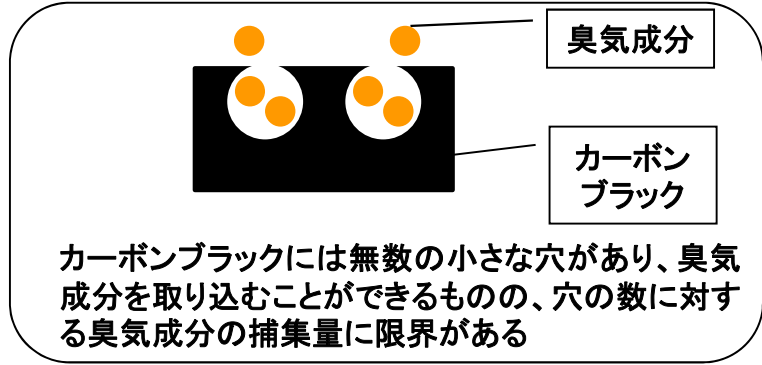 臭気成分
カーボン
ブラック
カーボンブラックには無数の小さな穴があり、臭気
成分を取り込むことができるものの、穴の数に対す
る臭気成分の捕集量に限界がある